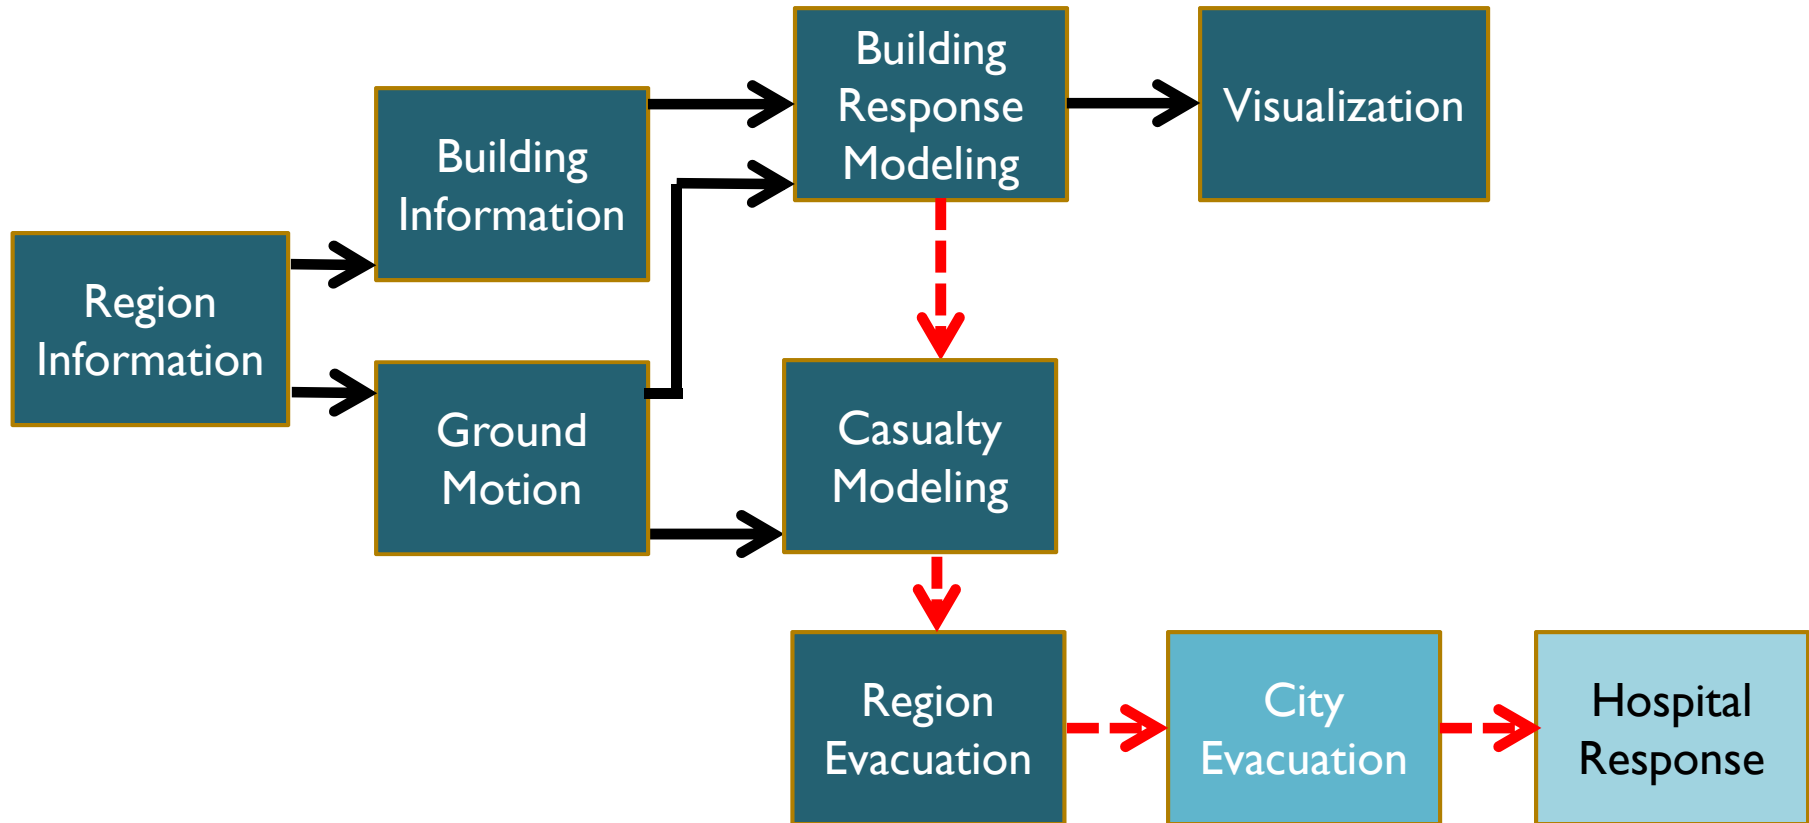 Region
Information
Building
Information
Ground
Motion
Building
Response
Modeling
Visualization
Casualty
Modeling
Region
Evacuation
City
Evacuation
Hospital
Response